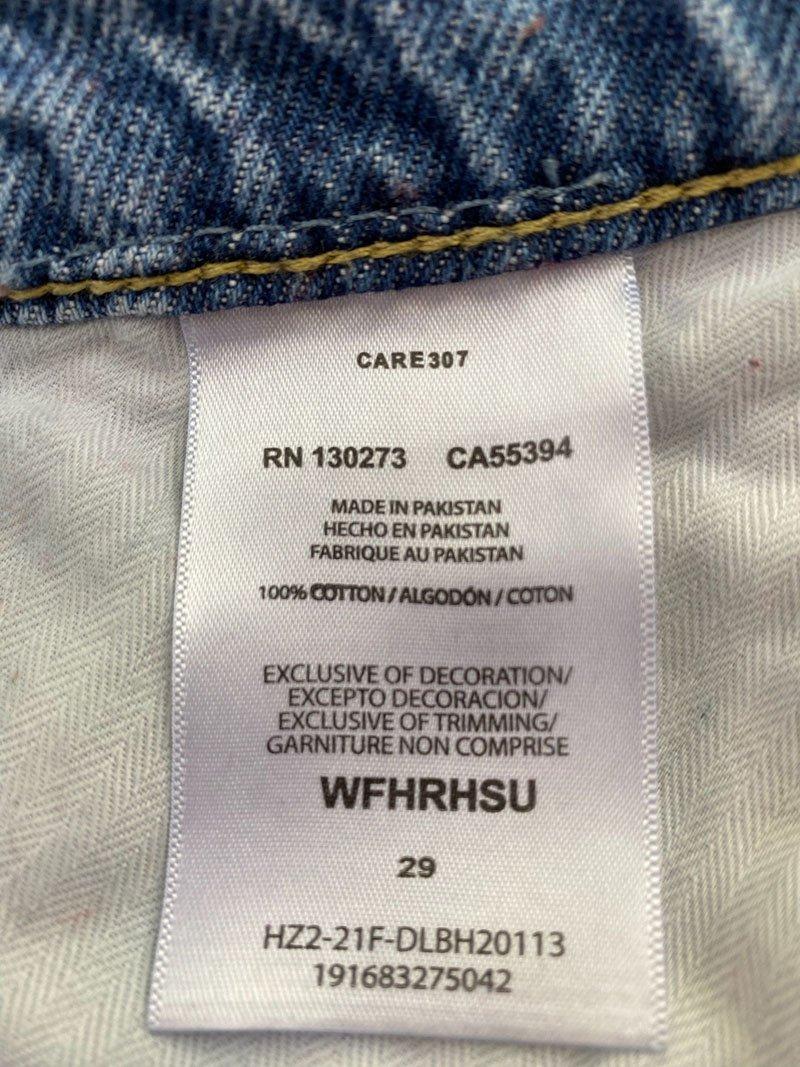 CARE307
RN 130273 CA55394
MADE IN PAKISTAN
HECHO EN PAKISTAN
FABRIQUE AU PAKISTAN
100% COTTON / ALGODÓN / COTON
EXCLUSIVE OF DECORATION/
EXCEPTO DECORACION/
EXCLUSIVE OF TRIMMING/
GARNITURE NON COMPRISE
WFHRHSU
29
HZ2-21F-DLBH20113
191683275042